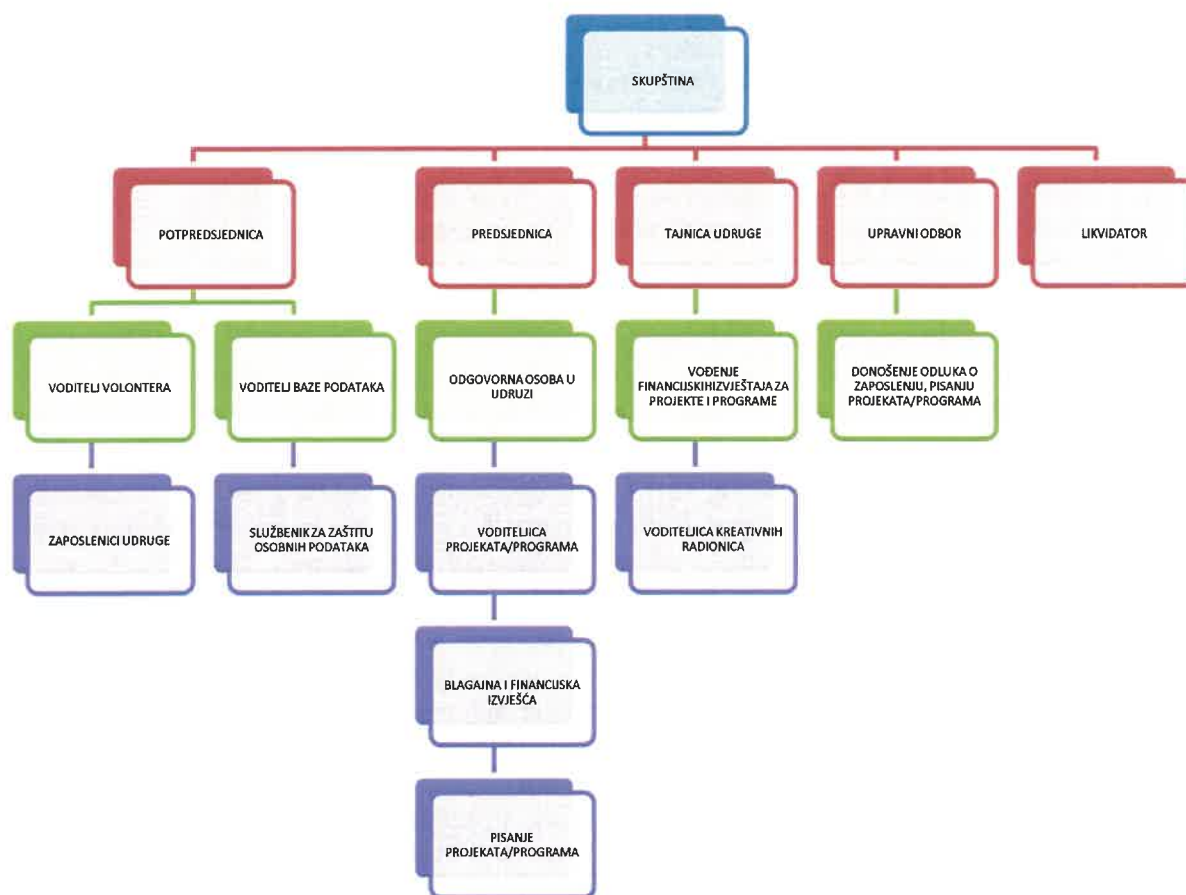 SKUPŠTINA
POTPREDSJEDNICA
PREDSJEDNICA
TAJNICA UDRUGE
UPRAVNI ODBOR
LIKVIDATOR
VODITELJ VOLONTERA
VODITELJ BAZE PODATAKA
ODGOVORNA OSOBA U
UDRUZI
VOĐENJE
FINANCIJSKIHIZVJEŠTAJA ZA
PROJEKTE I PROGRAME
DONOŠENJE ODLUKA O
ZAPOSLENJU, PISANJU
PROJEKATA/PROGRAMA
ZAPOSLENICI UDRUGE
SLUŽBENIK ZA ZAŠTITU
OSOBNIH PODATAKA
VODITELJICA
PROJEKATA/PROGRAMA
VODITELJICA KREATIVNIH
RADIONICA
BLAGAJNA I FINANCIJSKA
IZVJEŠĆA
PISANJE
PROJEKATA/PROGRAMA